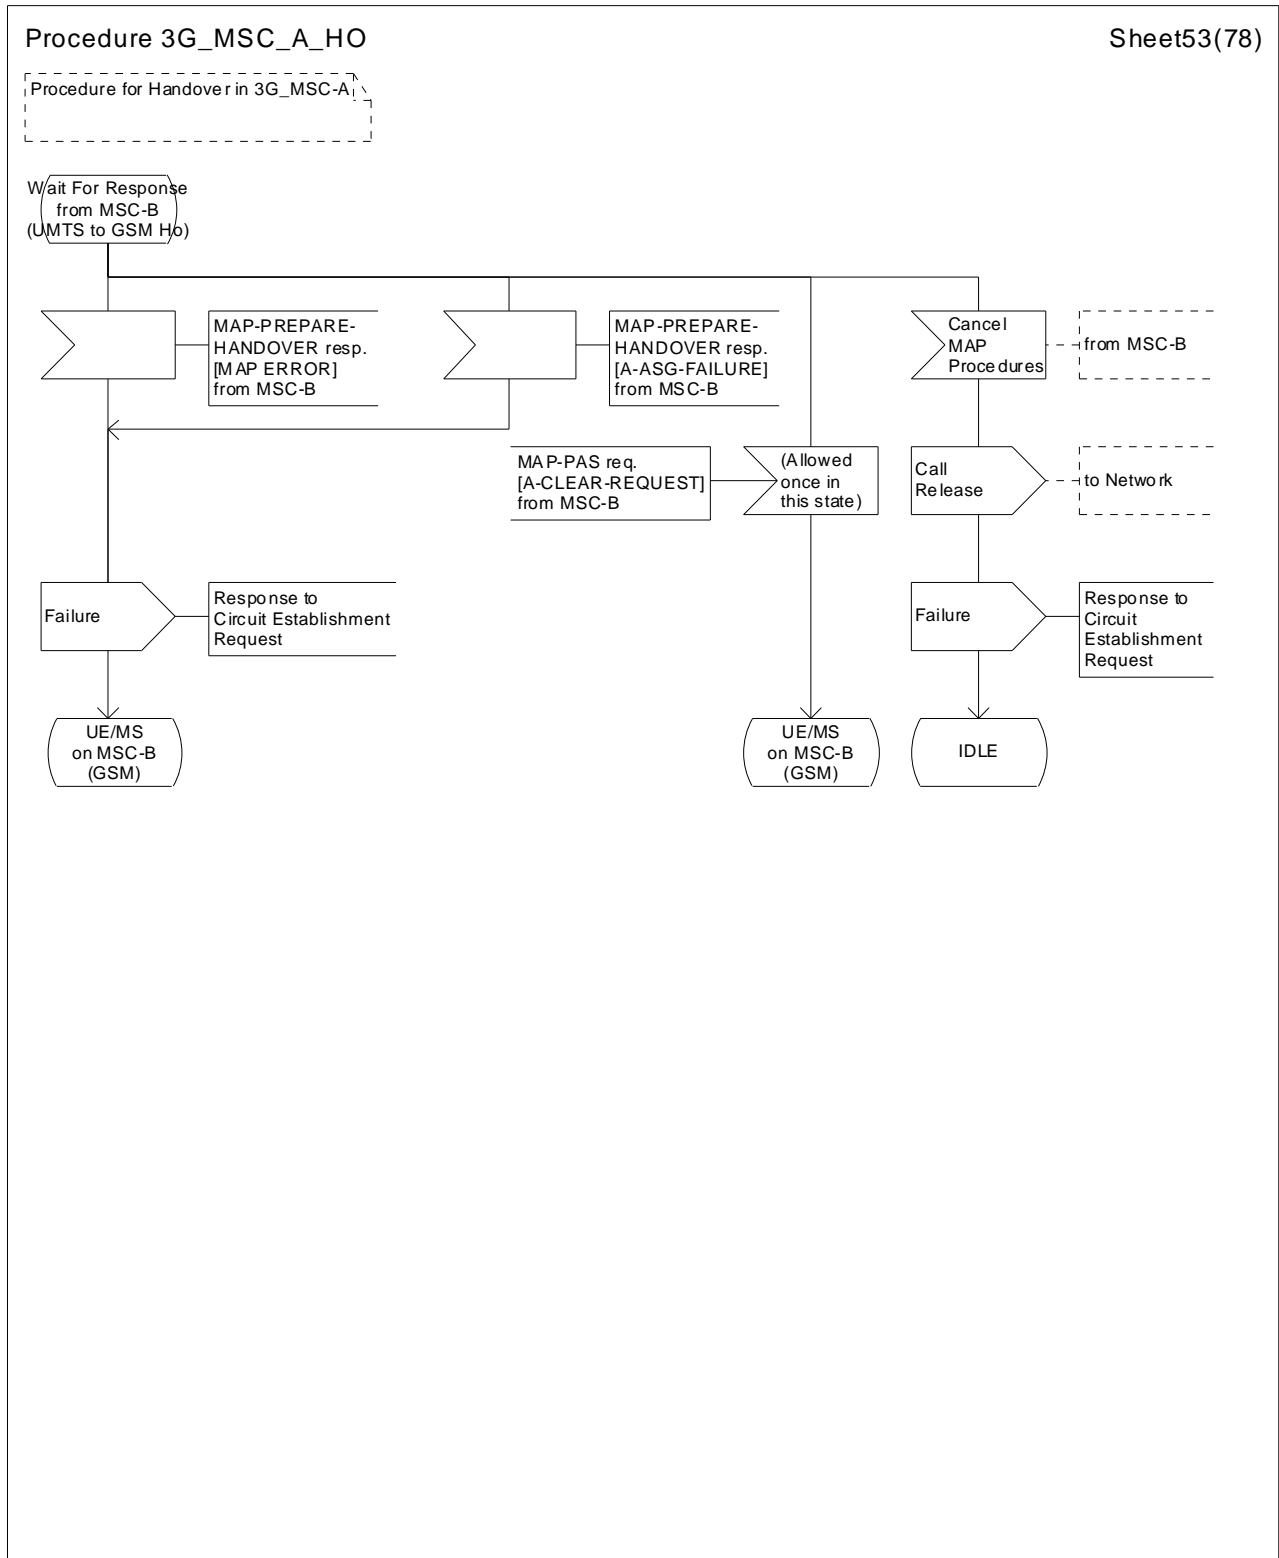 Procedure 3G_MSC_A_HO
Sheet53(78)
Procedure for Handover in 3G_MSC-A
Wait For Response
from MSC-B
(UMTS to GSM Ho)
MAP-PREPARE-
HANDOVER resp.
[MAP ERROR]
from MSC-B
MAP-PREPARE-
HANDOVER resp.
[A-ASG-FAILURE]
from MSC-B
Cancel
MAP
Procedures
from MSC-B
MAP-PAS req.
[A-CLEAR-REQUEST]
from MSC-B
(Allowed
once in
this state)
Call
Release
to Network
Failure
Response to
Circuit Establishment
Request
Failure
Response to
Circuit
Establishment
Request
UE/MS
on MSC-B
(GSM)
UE/MS
on MSC-B
(GSM)
IDLE